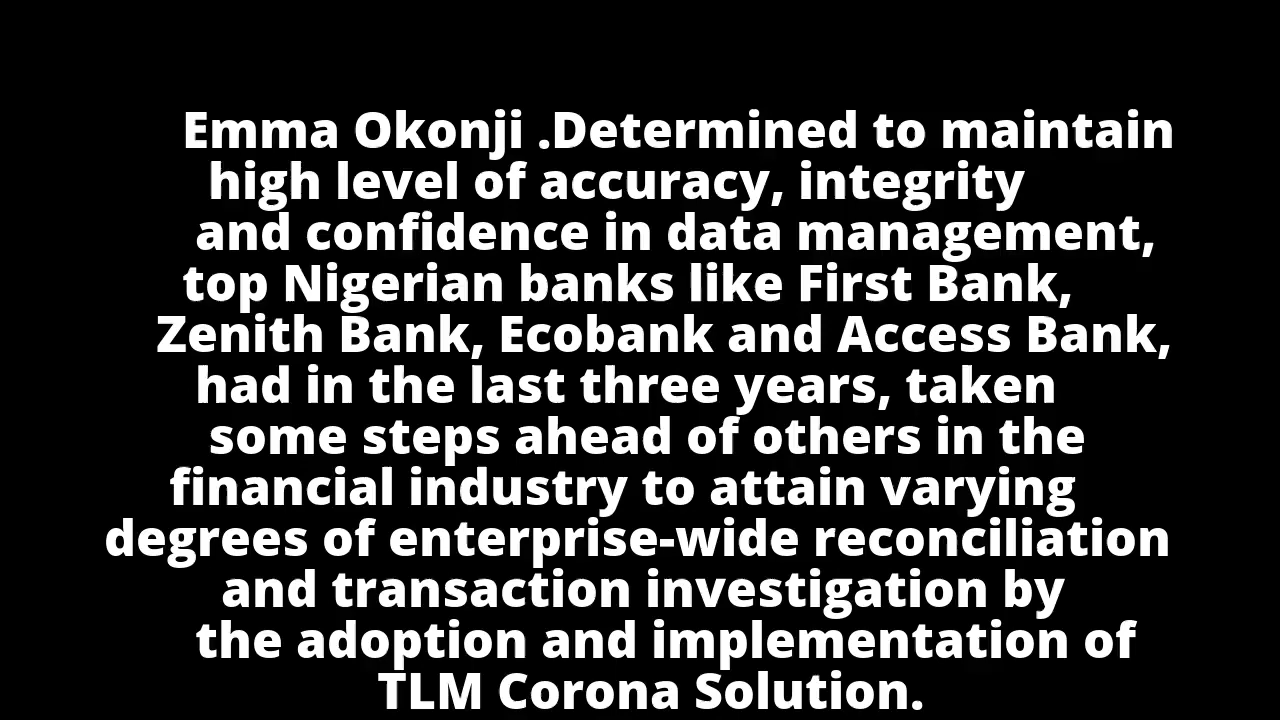 Emma Okonji .Determined to maintain
high level of accuracy, integrity
and confidence in data management,
top Nigerian banks like First Bank,
Zenith Bank, Ecobank and Access Bank,
had in the last three years, taken
some steps ahead of others in the
financial industry to attain varying
degrees of enterprise-wide reconciliation
and transaction investigation by
the adoption and implementation of
TLM Corona Solution.